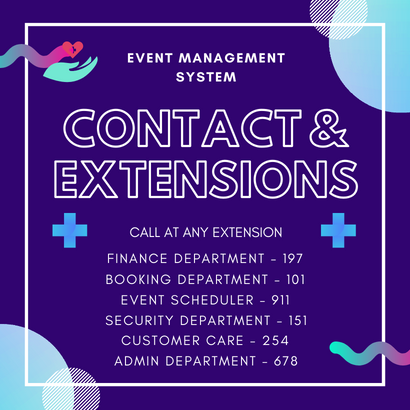 EVENT MANAGEMENT
SYSTEM
CONTACT &
EXTENSIONS
CALL AT ANY EXTENSION
FINANCE DEPARTMENT - 197
BOOKING DEPARTMENT - 101
EVENT SCHEDULER - 911
SECURITY DEPARTMENT - 151
CUSTOMER CARE - 254
ADMIN DEPARTMENT - 678